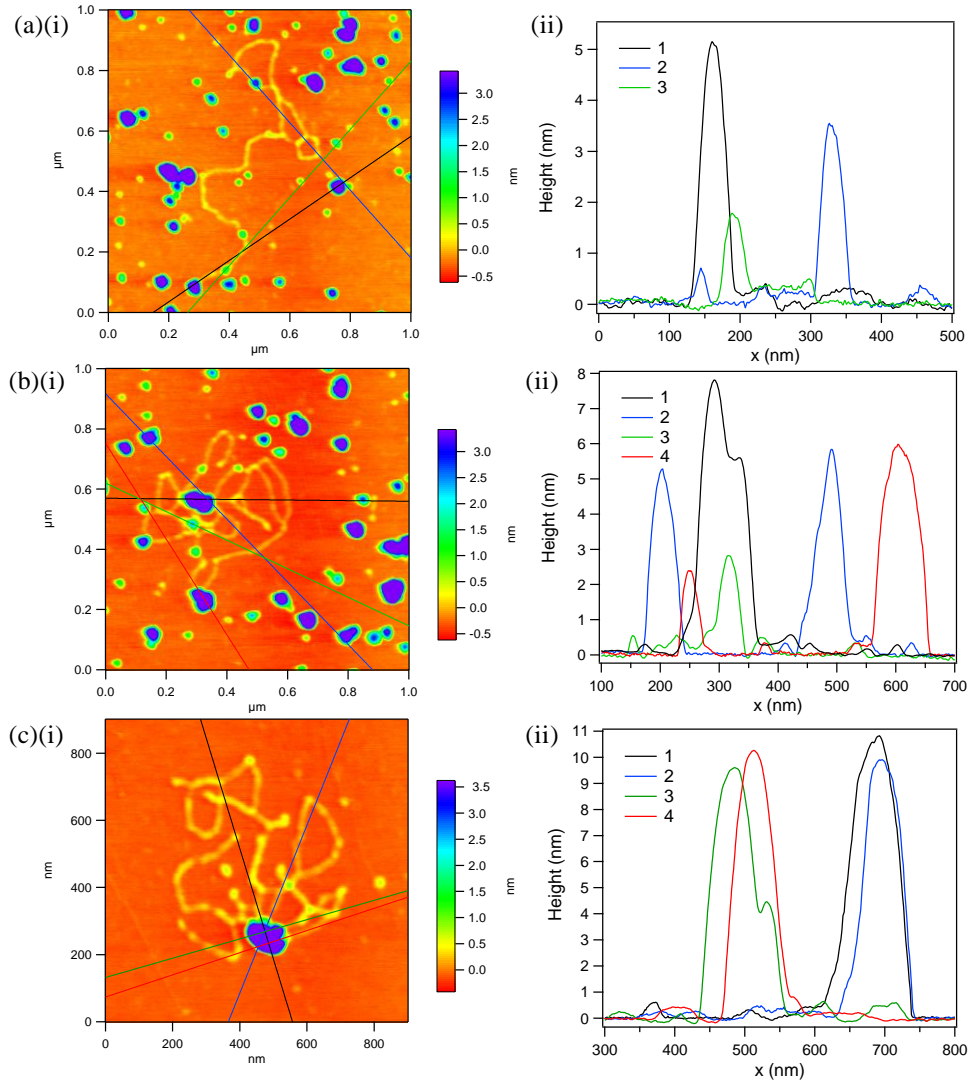 (a)(i)
1.0
0.8
0.6
0.4
0.2
0.0
µm
0.0 0.2 0.4 0.6 0.8 1.0
µm
3.0
2.5
2.0
1.5
1.0
0.5
0.0
-0.5
nm
(ii)
5
4
3
2
1
0
Height (nm)
1
2
3
0 100 200 300 400 500
x (nm)
(b)(i)
1.0
0.8
0.6
0.4
0.2
0.0
µm
0.0 0.2 0.4 0.6 0.8 1.0
µm
3.0
2.5
2.0
1.5
1.0
0.5
0.0
-0.5
nm
(ii)
8
7
6
5
4
3
2
1
0
Height (nm)
1
2
3
4
100 200 300 400 500 600 700
x (nm)
(c)(i)
800
600
400
200
0
nm
0 200 400 600 800
nm
3.5
3.0
2.5
2.0
1.5
1.0
0.5
0.0
nm
(ii)
11
10
9
8
7
6
5
4
3
2
1
0
Height (nm)
1
2
3
4
300 400 500 600 700 800
x (nm)